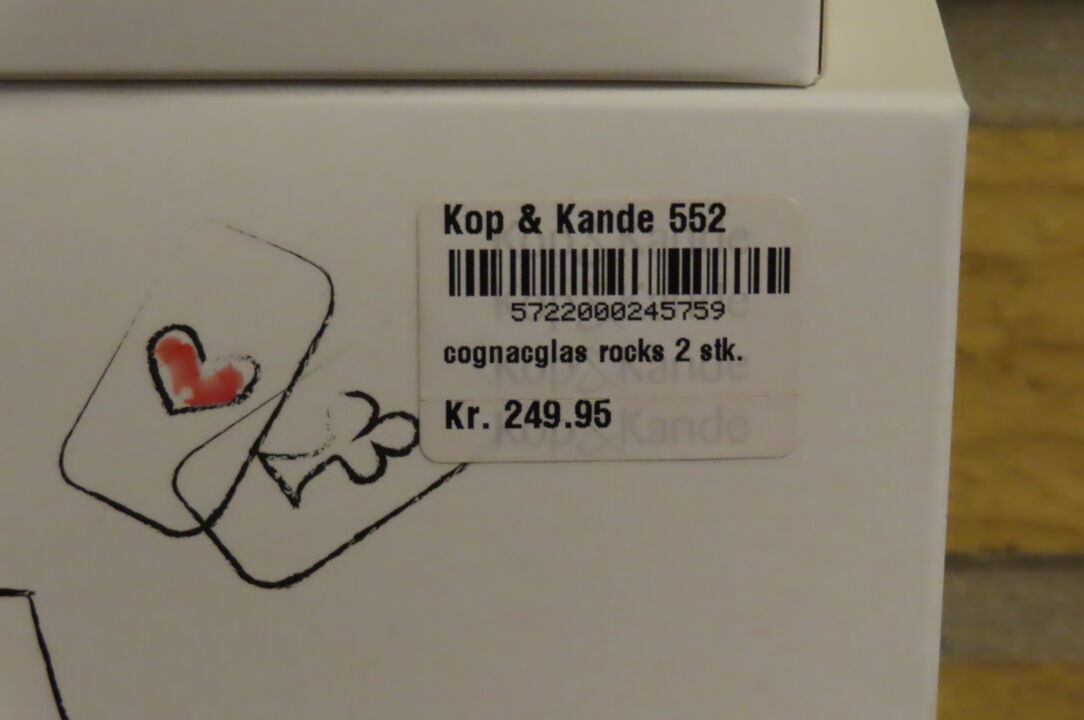 Kop & Kande 552
5722000245759
cognacglas rocks 2 stk.
Kr. 249.95